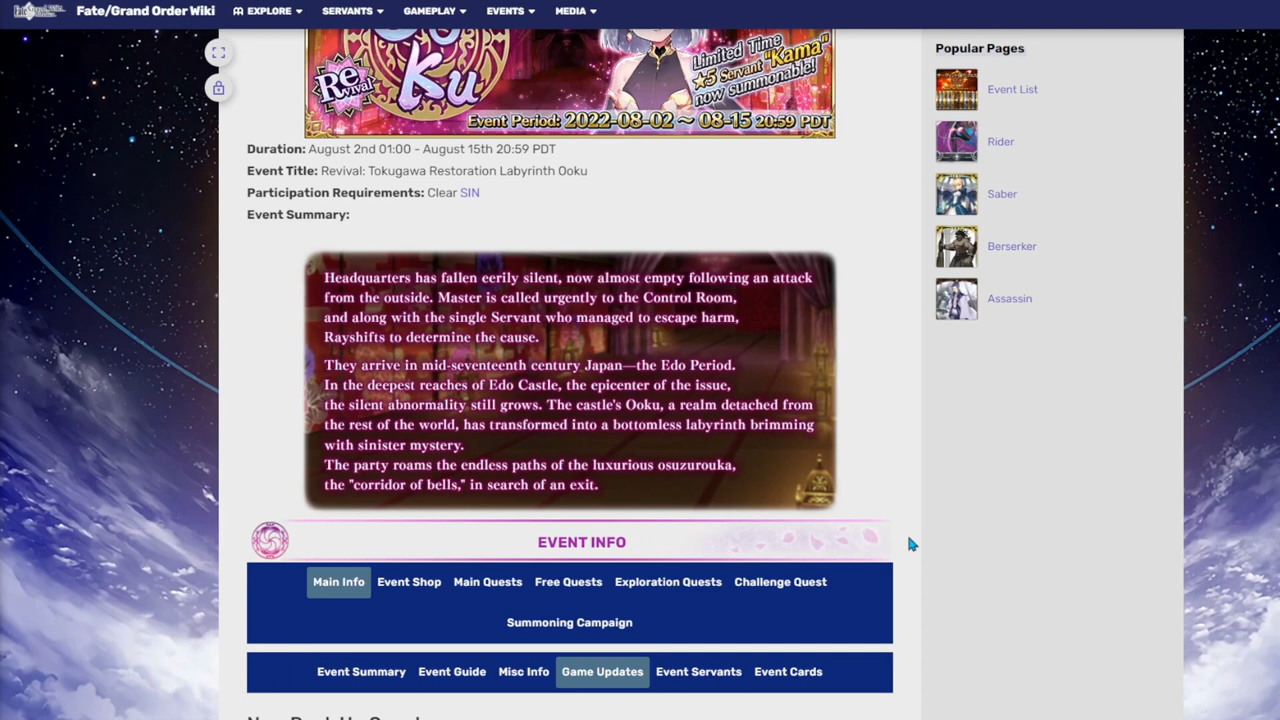 Fate/Grand Order Wiki
EXPLORE
SERVANTS
GAMEPLAY
EVENTS
MEDIA
Re
vival
Ku
Limited Time
★5 Servant "Kama"
now summonable!
Event Period: 2022-08-02 ~ 08-15 20:59 PDT
Duration: August 2nd 01:00 - August 15th 20:59 PDT
Event Title: Revival: Tokugawa Restoration Labyrinth Ooku
Participation Requirements: Clear SIN
Event Summary:
Headquarters has fallen eerily silent, now almost empty following an attack
from the outside. Master is called urgently to the Control Room,
and along with the single Servant who managed to escape harm,
Rayshifts to determine the cause.
They arrive in mid-seventeenth century Japan—the Edo Period.
In the deepest reaches of Edo Castle, the epicenter of the issue,
the silent abnormality still grows. The castle's Ooku, a realm detached from
the rest of the world, has transformed into a bottomless labyrinth brimming
with sinister mystery.
The party roams the endless paths of the luxurious osuzurouka,
the "corridor of bells," in search of an exit.
EVENT INFO
Main Info
Event Shop
Main Quests
Free Quests
Exploration Quests
Challenge Quest
Summoning Campaign
Event Summary
Event Guide
Misc Info
Game Updates
Event Servants
Event Cards
Popular Pages
Event List
Rider
Saber
Berserker
Assassin